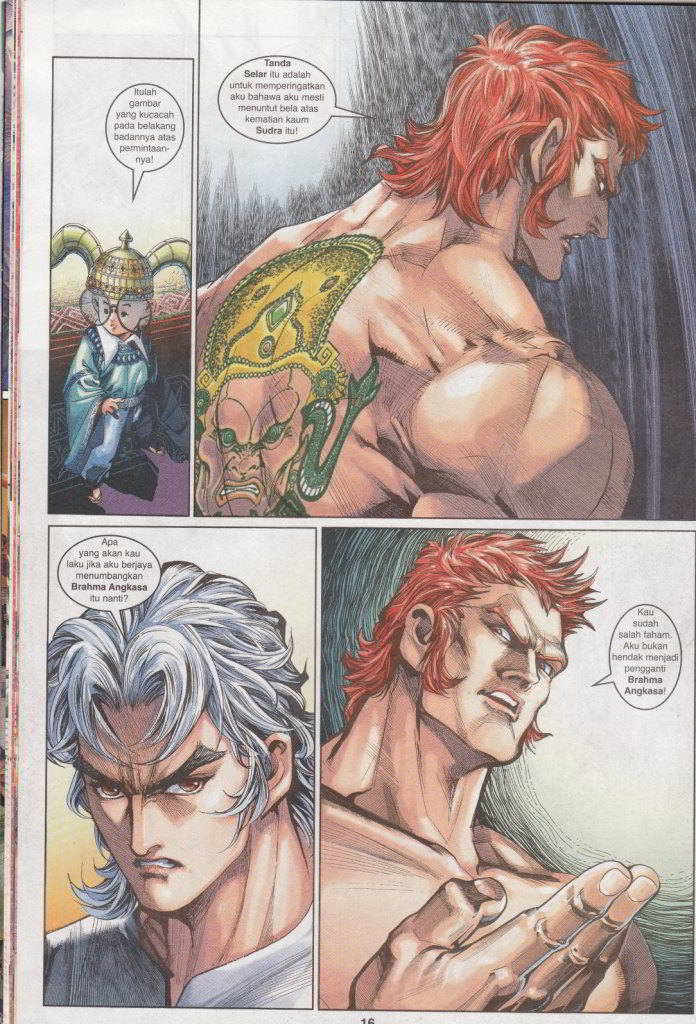 Itulah
gambar
yang kucacah
pada belakang
badannya atas
permintaan-
nya!
Tanda
Selar itu adalah
untuk memperingatkan
aku bahawa aku mesti
menuntut bela atas
kematian kaum
Sudra itu!
Apa
yang akan kau
laku jika aku berjaya
menumbangkan
Brahma Angkasa
itu nanti?
Kau
sudah
salah faham.
Aku bukan
hendak menjadi
pengganti
Brahma
Angkasa!
16